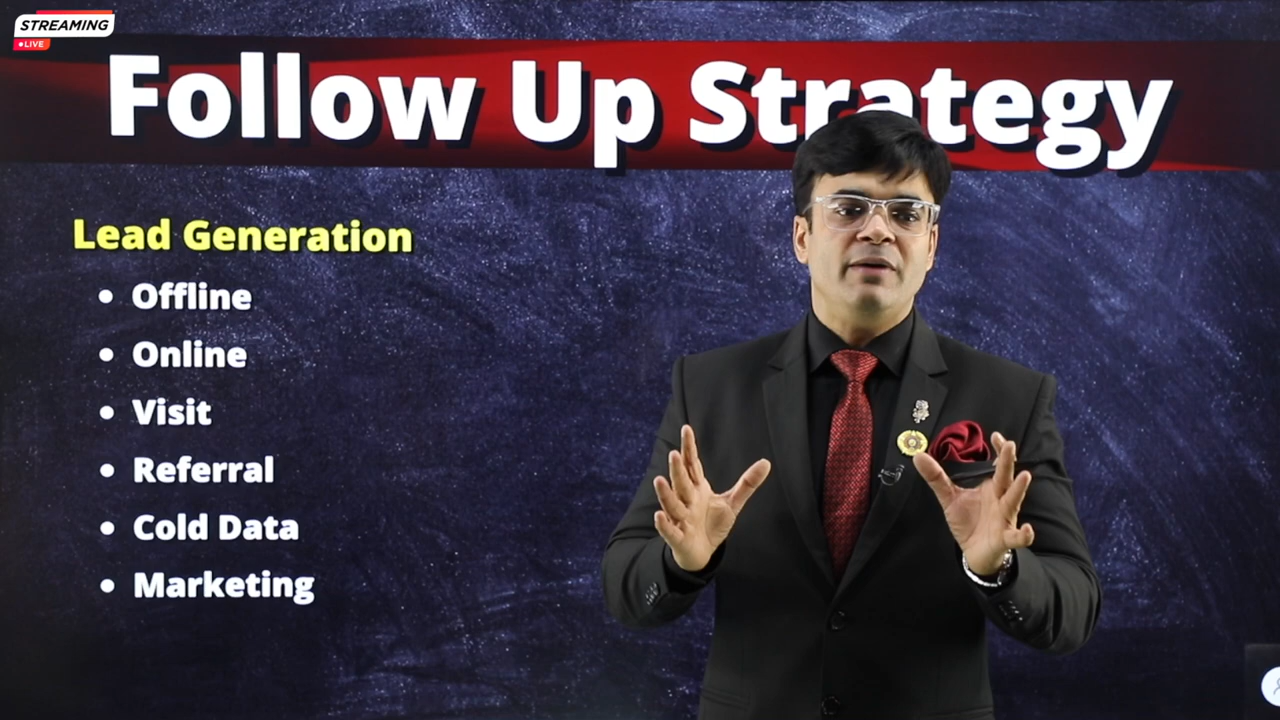 STREAMING
LIVE
Follow Up Strategy
Lead Generation
• Offline
• Online
• Visit
• Referral
• Cold Data
• Marketing